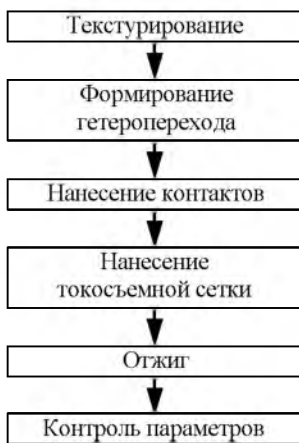 Текстурирование
Формирование
гетероперехода
Нанесение контактов
Нанесение
токосъемной сетки
Отжиг
Контроль параметров